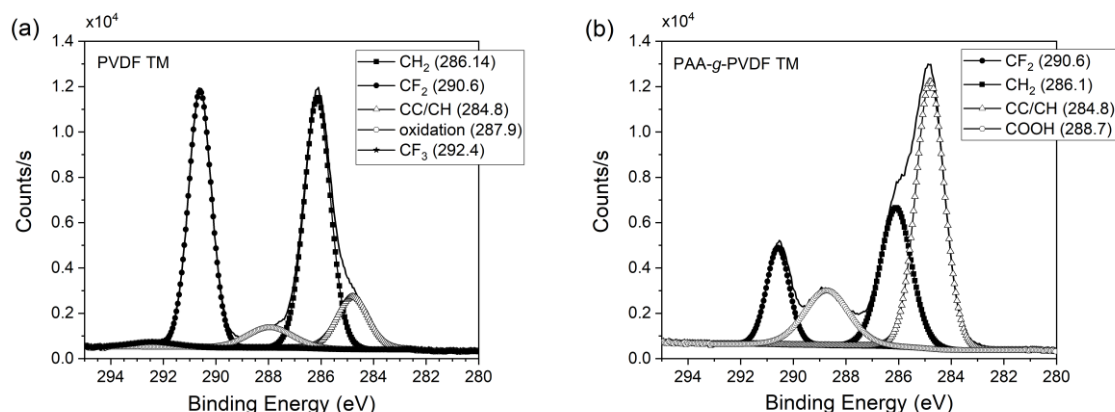 (a)
x10⁴
1.4
1.2
1.0
0.8
0.6
0.4
0.2
0.0
Counts/s
PVDF TM
CH₂ (286.14)
CF₂ (290.6)
CC/CH (284.8)
oxidation (287.9)
CF₃ (292.4)
294 292 290 288 286 284 282 280
Binding Energy (eV)
(b)
x10⁴
1.4
1.2
1.0
0.8
0.6
0.4
0.2
0.0
Counts/s
PAA-g-PVDF TM
CF₂ (290.6)
CH₂ (286.1)
CC/CH (284.8)
COOH (288.7)
294 292 290 288 286 284 282 280
Binding Energy (eV)